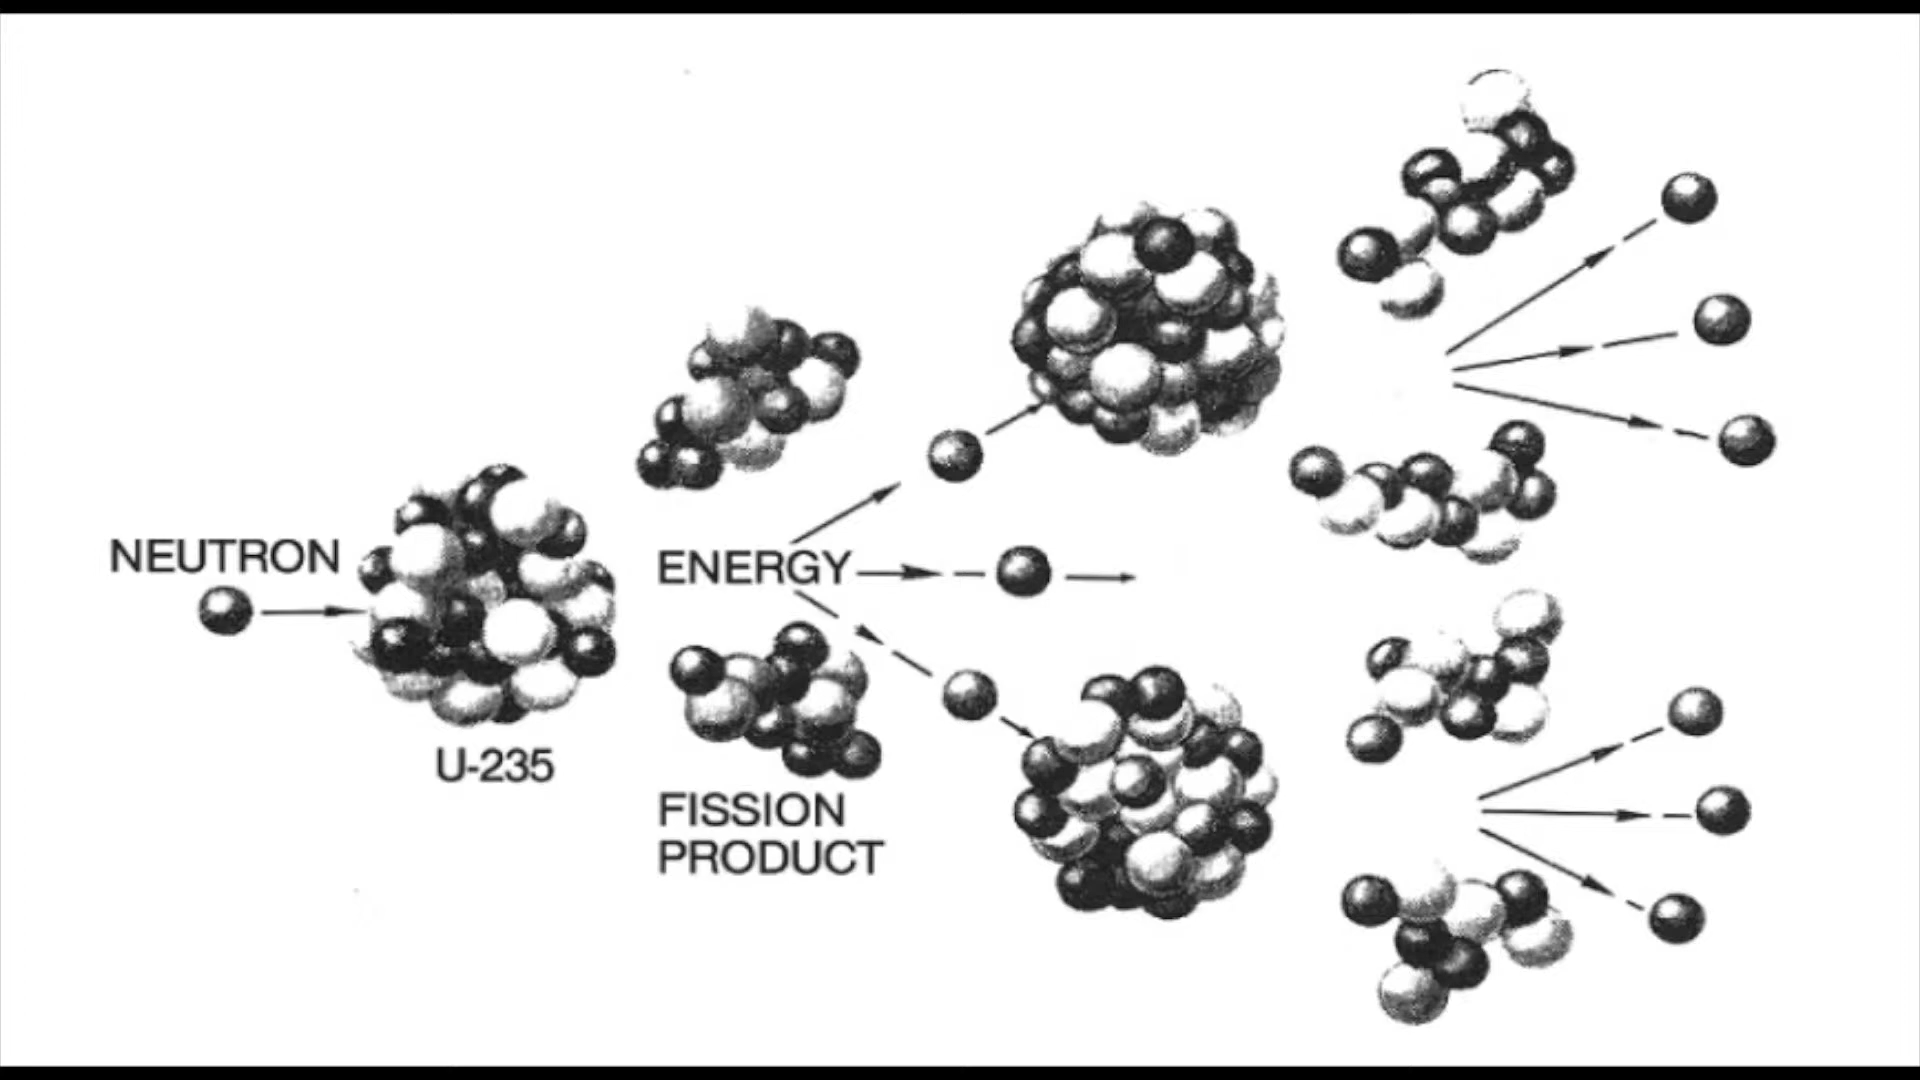 NEUTRON
U-235
ENERGY
FISSION
PRODUCT